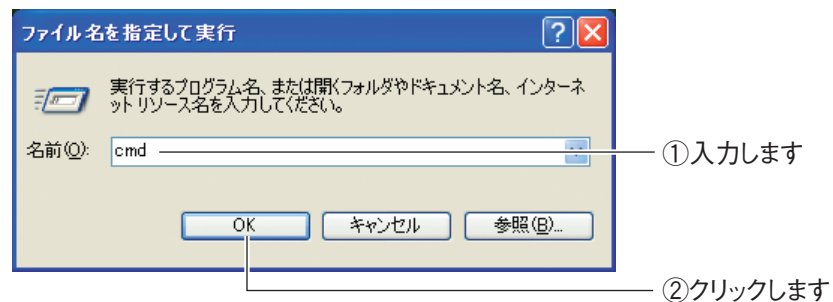 ファイル名を指定して実行
実行するプログラム名、または開くフォルダやドキュメント名、インターネ
ット リソース名を入力してください。
名前(O):
cmd
①入力します
OK
キャンセル
参照(B)...
②クリックします